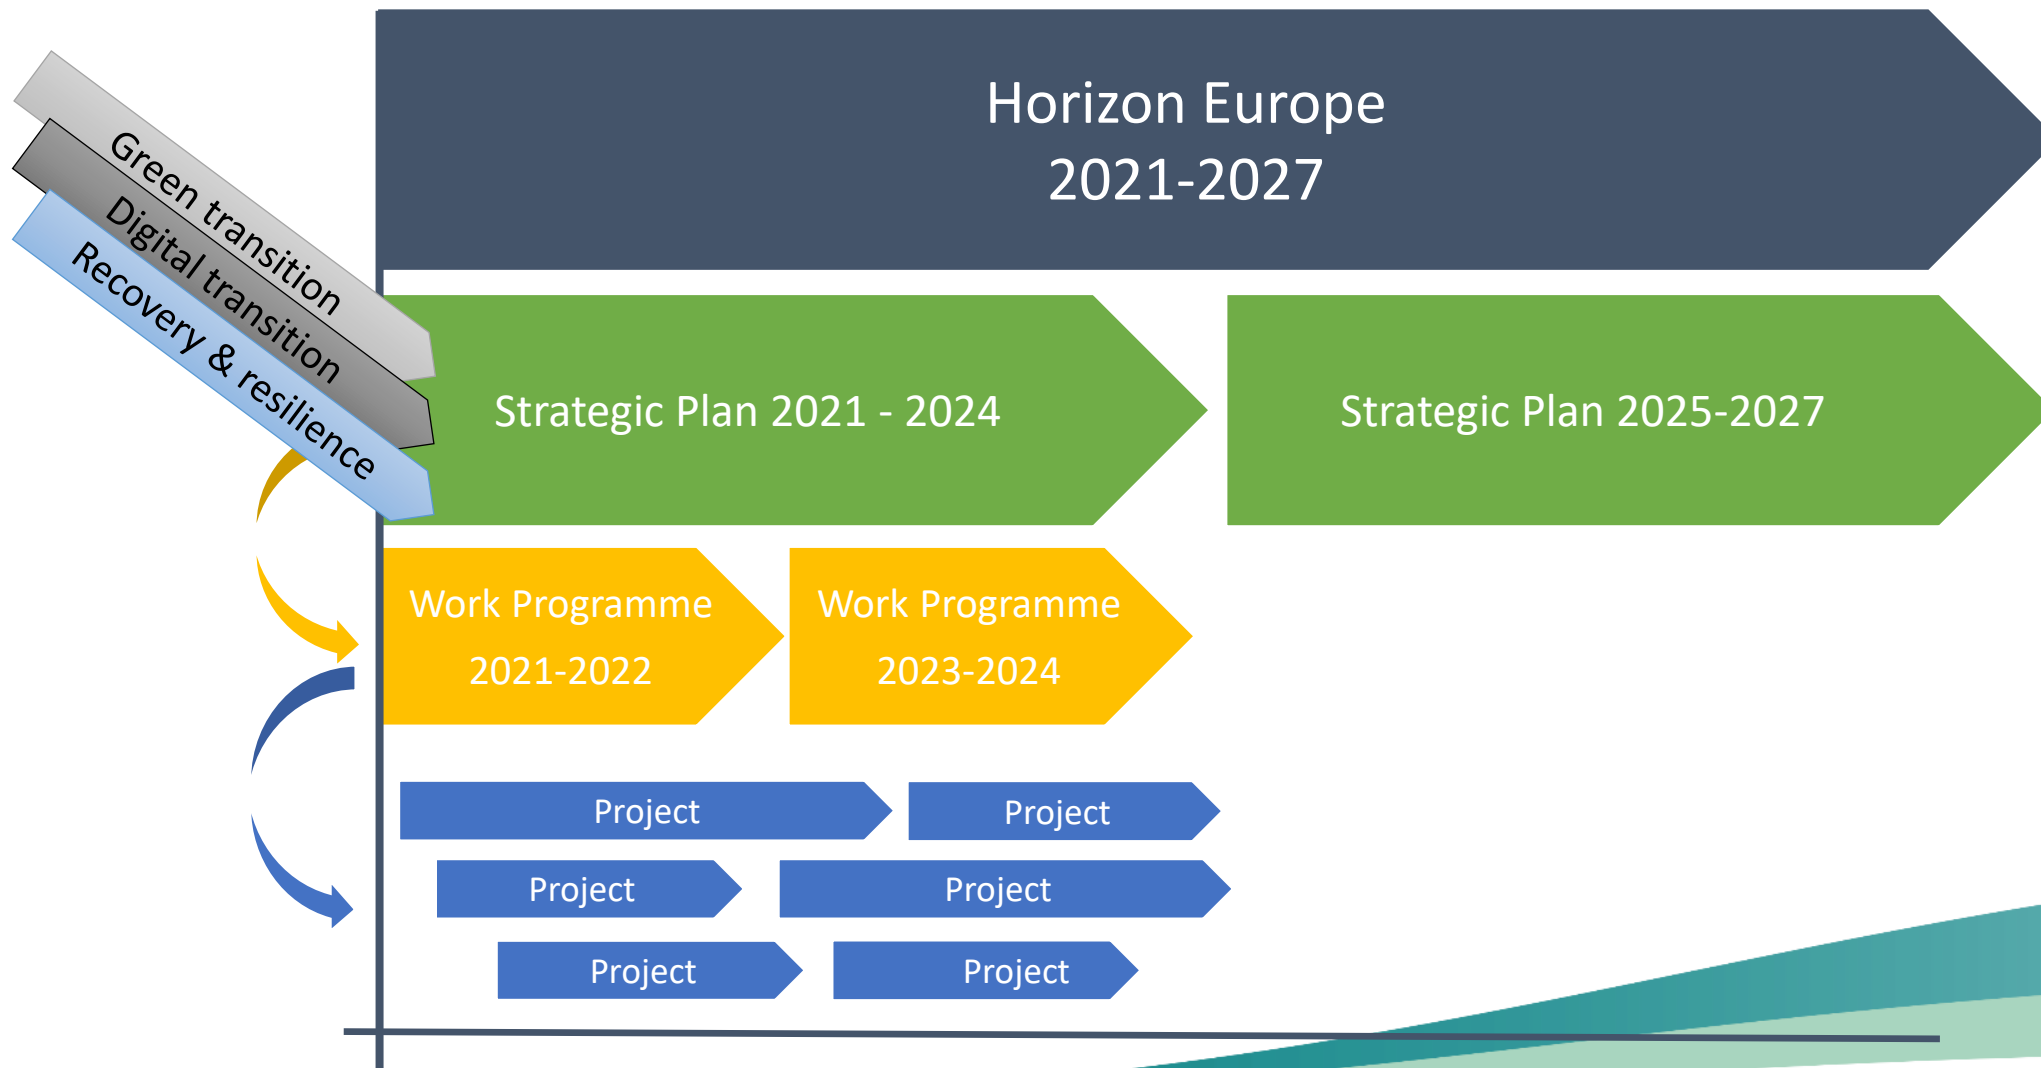 Horizon Europe
2021-2027
Green transition
Digital transition
Recovery & resilience
Strategic Plan 2021 - 2024
Strategic Plan 2025-2027
Work Programme
2021-2022
Work Programme
2023-2024
Project
Project
Project
Project
Project
Project